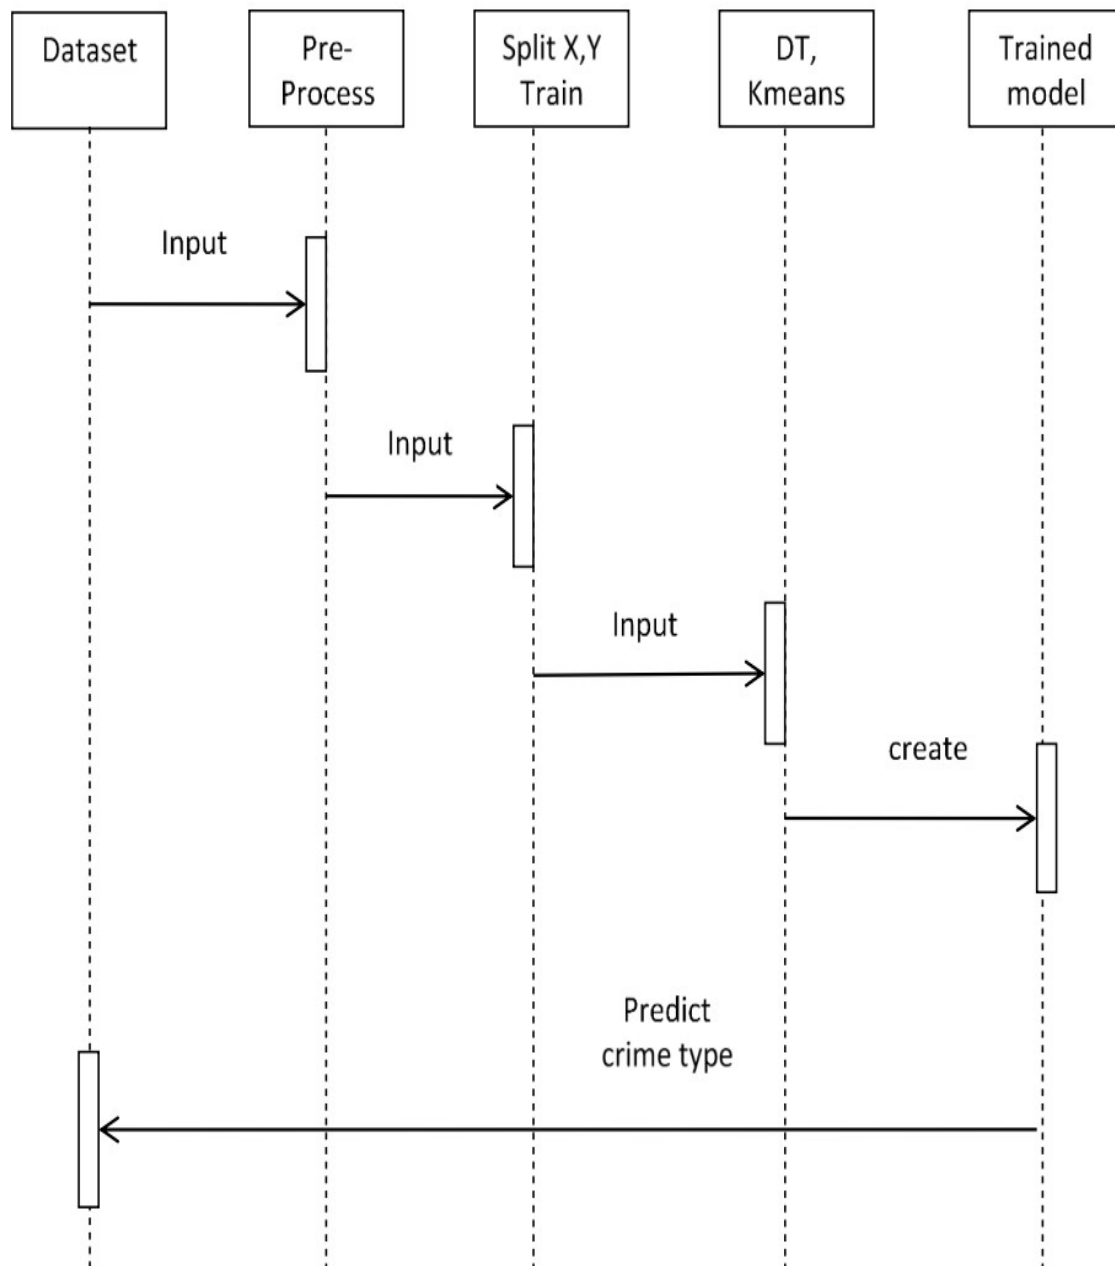 Dataset
Pre-
Process
Split X,Y
Train
DT,
Kmeans
Trained
model
Input
Input
Input
create
Predict
crime type